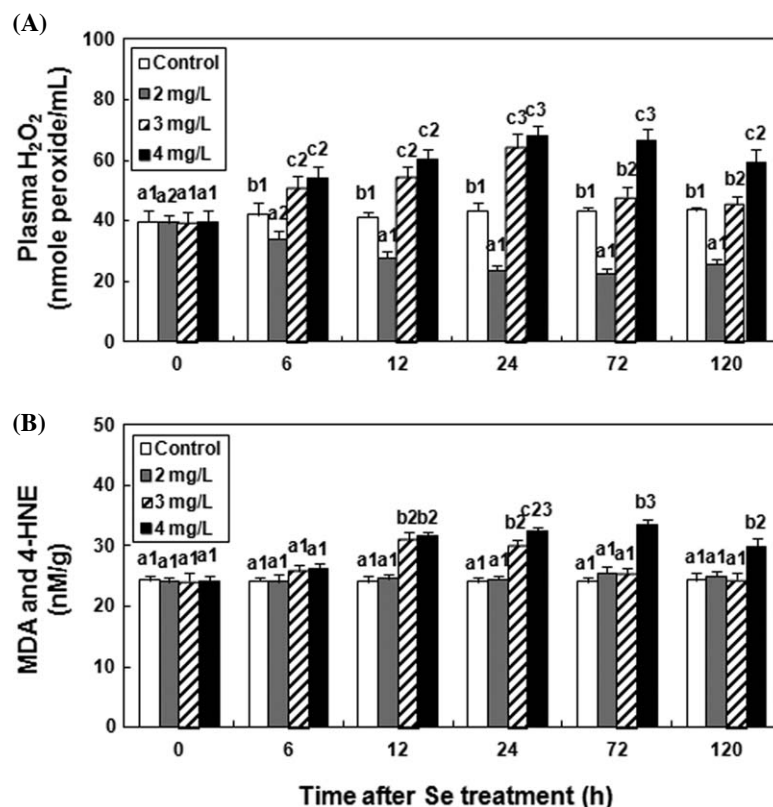 (A)
Plasma H₂O₂
(nmole peroxide/mL)
100
80
60
40
20
0
Control
2 mg/L
3 mg/L
4 mg/L
a1 a2 a1 a1
b1 a2 c2 c2
b1 a1 c2 c2
b1 a1 c3 c3
b1 a1 b2 c3
b1 a1 b2 c2
0 6 12 24 72 120
(B)
MDA and 4-HNE
(nM/g)
50
40
30
20
10
0
Control
2 mg/L
3 mg/L
4 mg/L
a1 a1 a1 a1
a1 a1 a1 a1
a1 a1 b2 b2
a1 a1 b2 c23
a1 a1 a1 b3
a1 a1 a1 b2
0 6 12 24 72 120
Time after Se treatment (h)